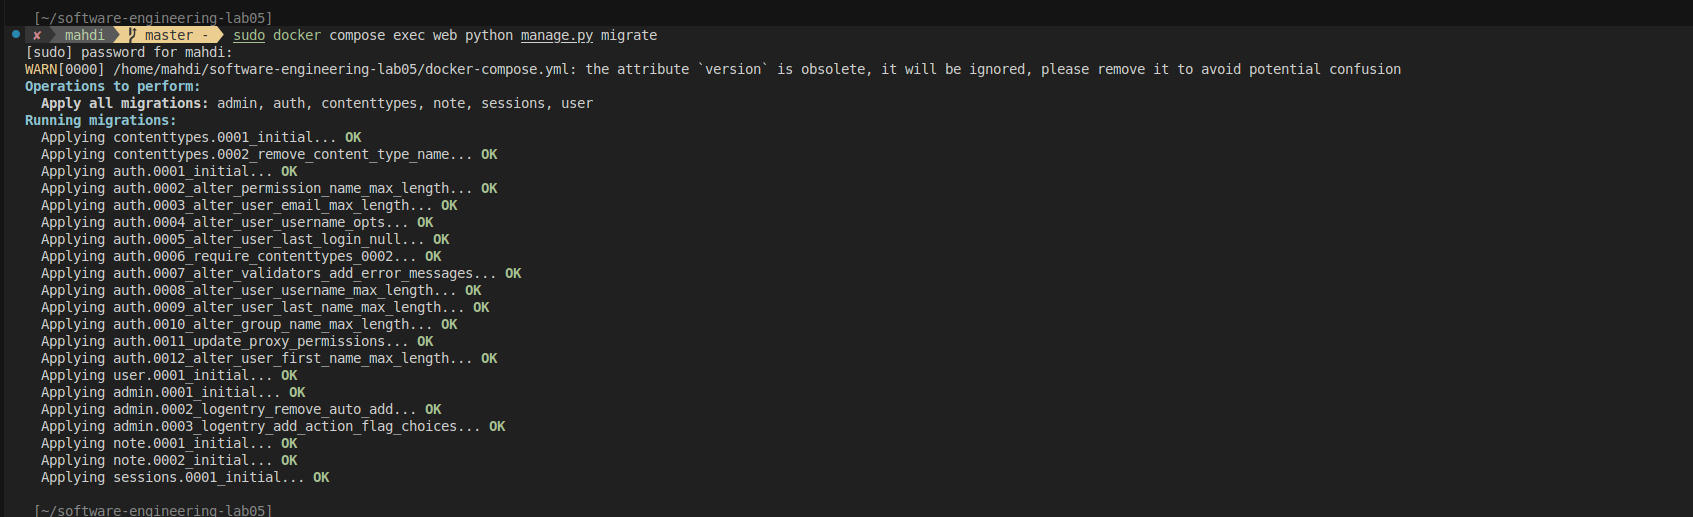 [~/software-engineering-lab05]
✘ mahdi master - sudo docker compose exec web python manage.py migrate
[sudo] password for mahdi:
WARN[0000] /home/mahdi/software-engineering-lab05/docker-compose.yml: the attribute `version` is obsolete, it will be ignored, please remove it to avoid potential confusion
Operations to perform:
  Apply all migrations: admin, auth, contenttypes, note, sessions, user
Running migrations:
  Applying contenttypes.0001_initial... OK
  Applying contenttypes.0002_remove_content_type_name... OK
  Applying auth.0001_initial... OK
  Applying auth.0002_alter_permission_name_max_length... OK
  Applying auth.0003_alter_user_email_max_length... OK
  Applying auth.0004_alter_user_username_opts... OK
  Applying auth.0005_alter_user_last_login_null... OK
  Applying auth.0006_require_contenttypes_0002... OK
  Applying auth.0007_alter_validators_add_error_messages... OK
  Applying auth.0008_alter_user_username_max_length... OK
  Applying auth.0009_alter_user_last_name_max_length... OK
  Applying auth.0010_alter_group_name_max_length... OK
  Applying auth.0011_update_proxy_permissions... OK
  Applying auth.0012_alter_user_first_name_max_length... OK
  Applying user.0001_initial... OK
  Applying admin.0001_initial... OK
  Applying admin.0002_logentry_remove_auto_add... OK
  Applying admin.0003_logentry_add_action_flag_choices... OK
  Applying note.0001_initial... OK
  Applying note.0002_initial... OK
  Applying sessions.0001_initial... OK
[~/software-engineering-lab05]